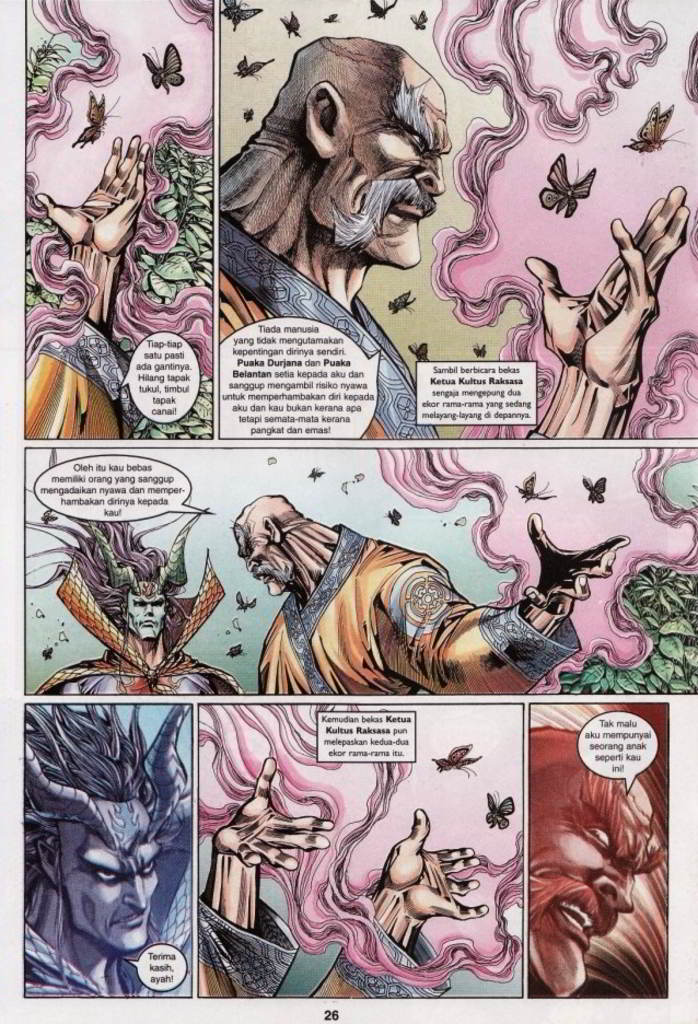 Tiap-tiap
satu pasti
ada gantinya.
Hilang tapak
tukul, timbul
tapak
canai!
Tiada manusia
yang tidak mengutamakan
kepentingan dirinya sendiri.
Puaka Durjana dan Puaka
Belantan setia kepada aku dan
sanggup mengambil risiko nyawa
untuk memperhambakan diri kepada
aku dan kau bukan kerana apa
tetapi semata-mata kerana
pangkat dan emas!
Sambil berbicara bekas
Ketua Kultus Raksasa
sengaja mengepung dua
ekor rama-rama yang sedang
melayang-layang di depannya.
Oleh itu kau bebas
memiliki orang yang sanggup
mengadaikan nyawa dan memper-
hambakan dirinya kepada
kau!
Terima
kasih,
ayah!
Kemudian bekas Ketua
Kultus Raksasa pun
melepaskan kedua-dua
ekor rama-rama itu.
Tak malu
aku mempunyai
seorang anak
seperti kau
ini!
26